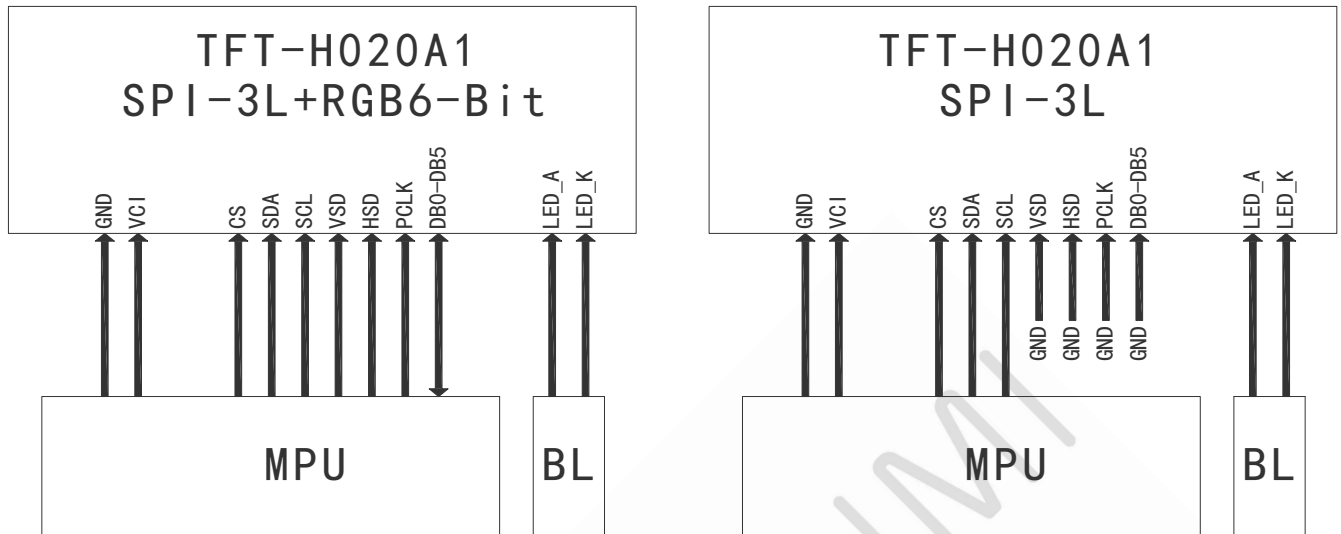 TFT-H020A1
SPI-3L+RGB6-Bit
GND
VCI
CS
SDA
SCL
VSD
HSD
PCLK
DB0-DB5
LED_A
LED_K
MPU
BL
TFT-H020A1
SPI-3L
GND
VCI
CS
SDA
SCL
VSD
HSD
PCLK
DB0-DB5
LED_A
LED_K
GND
GND
GND
GND
MPU
BL